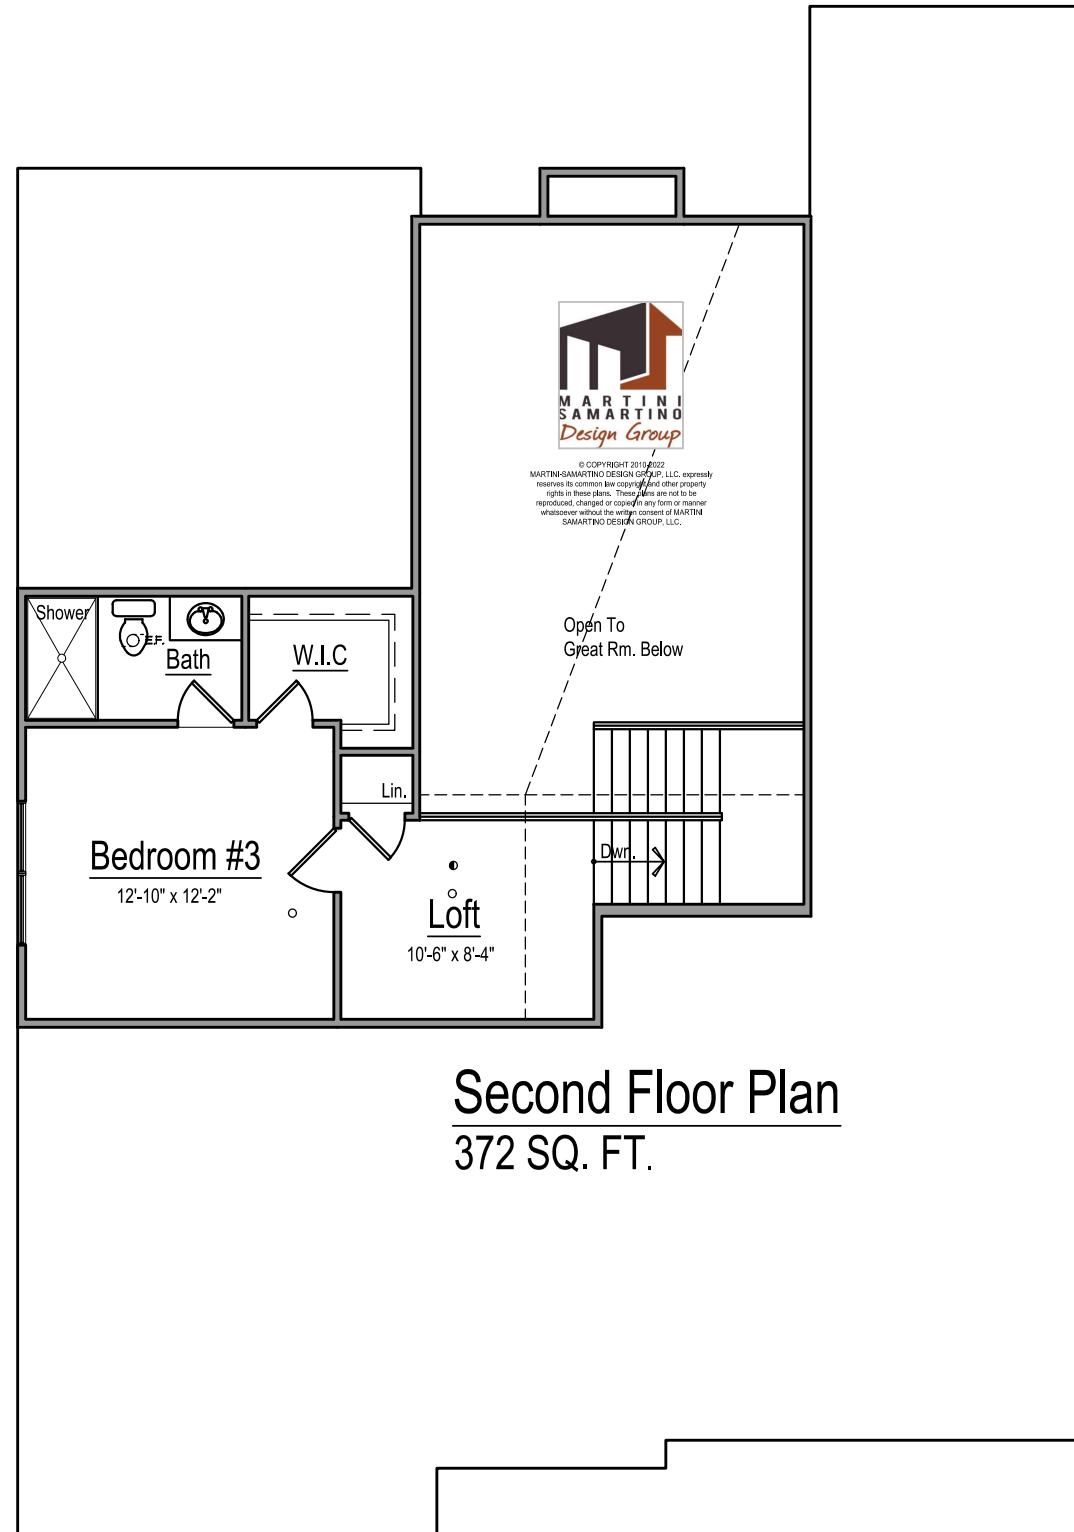 MARTINI
SAMARTINO
Design Group
© COPYRIGHT 2010-2022
MARTINI-SAMARTINO DESIGN GROUP, LLC. expressly
reserves its common law copyright and other property
rights in these plans. These plans are not to be
reproduced, changed or copied in any form or manner
whatsoever without the written consent of MARTINI
SAMARTINO DESIGN GROUP, LLC.
Shower
E.F.
Bath
W.I.C
Open To
Great Rm. Below
Lin.
Bedroom #3
12'-10" x 12'-2"
Dwn.
Loft
10'-6" x 8'-4"
Second Floor Plan
372 SQ. FT.